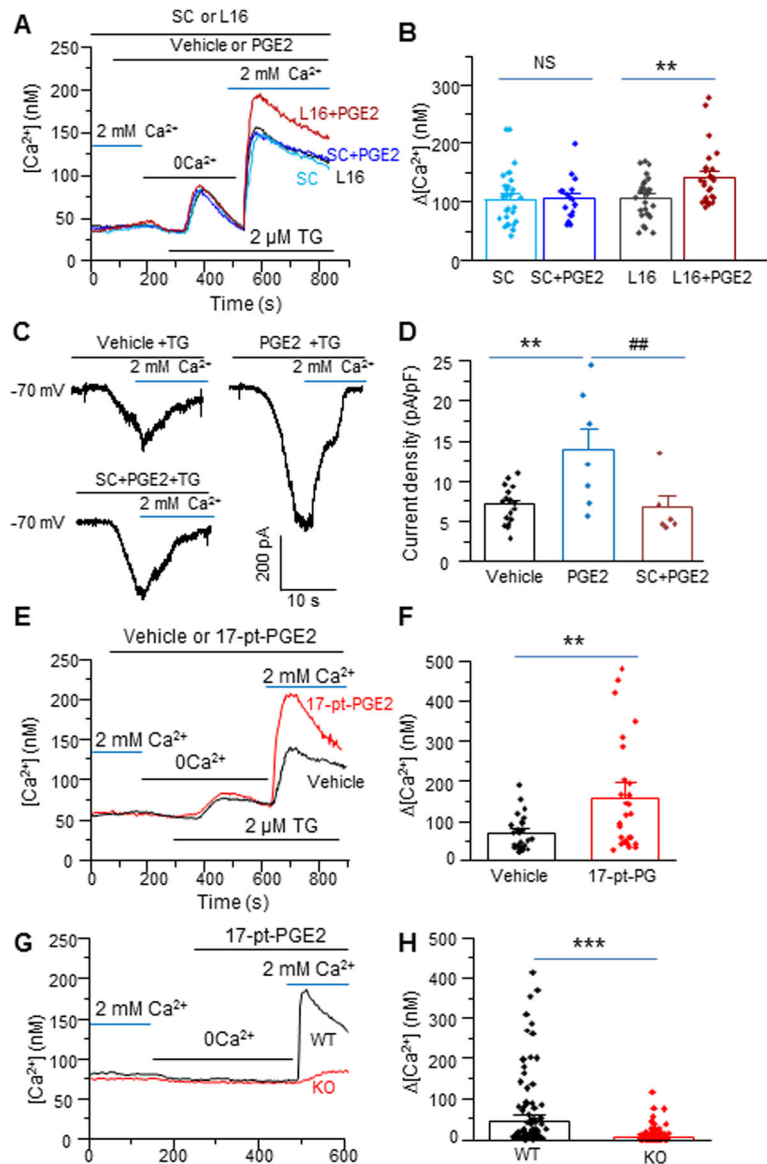 A
SC or L16
Vehicle or PGE2
2 mM Ca²⁺
2 mM Ca²⁺
0Ca²⁺
2 µM TG
L16+PGE2
SC+PGE2
SC
L16
[Ca²⁺] (nM)
250
200
150
100
50
0
0 200 400 600 800
Time (s)
B
NS
**
Δ[Ca²⁺] (nM)
300
200
100
0
SC SC+PGE2 L16 L16+PGE2
C
Vehicle +TG
2 mM Ca²⁺
-70 mV
PGE2 +TG
2 mM Ca²⁺
SC+PGE2+TG
2 mM Ca²⁺
-70 mV
200 pA
10 s
D
**
##
Current density (pA/pF)
25
20
15
10
5
0
Vehicle PGE2 SC+PGE2
E
Vehicle or 17-pt-PGE2
2 mM Ca²⁺
2 mM Ca²⁺
17-pt-PGE2
0Ca²⁺
Vehicle
2 µM TG
[Ca²⁺] (nM)
250
200
150
100
50
0
0 200 400 600 800
Time (s)
F
**
Δ[Ca²⁺] (nM)
500
400
300
200
100
0
Vehicle 17-pt-PG
G
17-pt-PGE2
2 mM Ca²⁺
2 mM Ca²⁺
0Ca²⁺
WT
KO
[Ca²⁺] (nM)
250
200
150
100
50
0
0 200 400 600
H
***
Δ[Ca²⁺] (nM)
500
400
300
200
100
0
WT KO